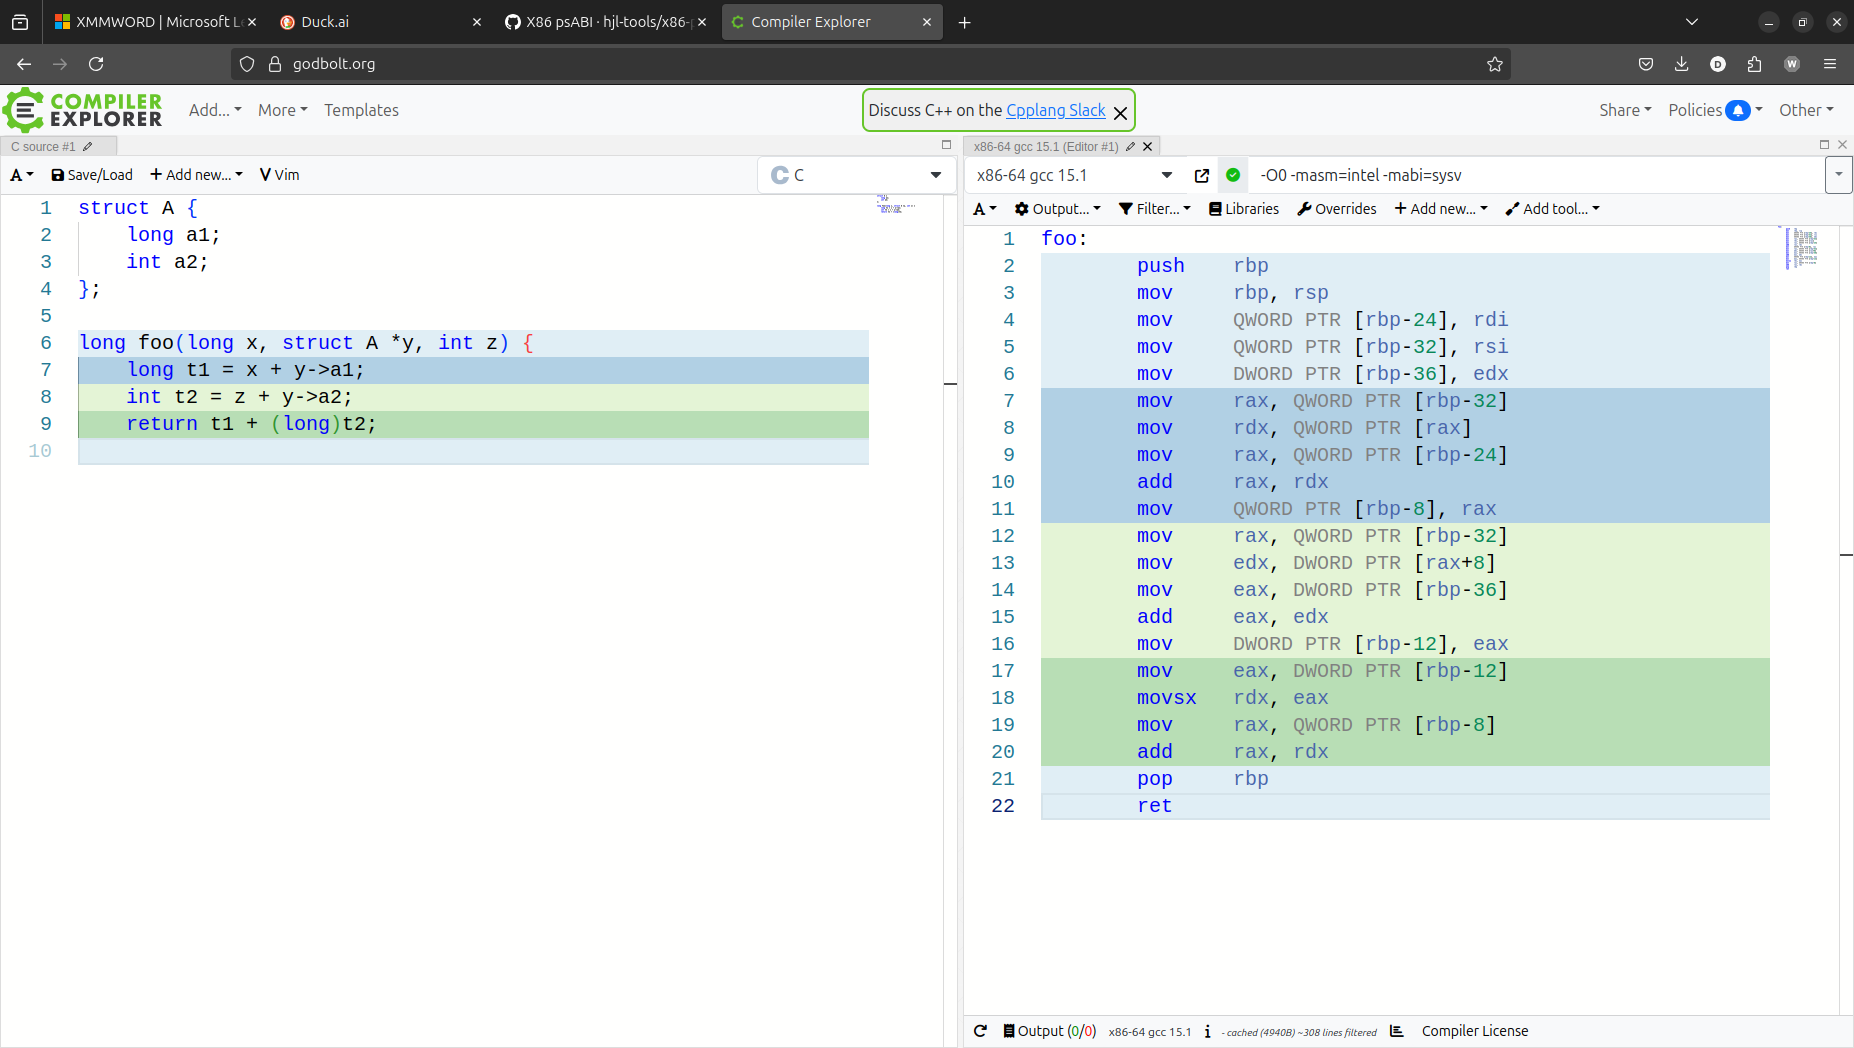 XMMWORD | Microsoft Le
Duck.ai
X86 psABI · hjl-tools/x86-p
Compiler Explorer
godbolt.org
COMPILER
EXPLORER
Add...
More
Templates
Discuss C++ on the Cpplang Slack
Share
Policies
Other
C source #1
A
Save/Load
Add new...
Vim
C
1 struct A {
2 long a1;
3 int a2;
4 };
5
6 long foo(long x, struct A *y, int z) {
7 long t1 = x + y->a1;
8 int t2 = z + y->a2;
9 return t1 + (long)t2;
10
x86-64 gcc 15.1 (Editor #1)
x86-64 gcc 15.1
-O0 -masm=intel -mabi=sysv
A
Output...
Filter...
Libraries
Overrides
Add new...
Add tool...
1 foo:
2 push rbp
3 mov rbp, rsp
4 mov QWORD PTR [rbp-24], rdi
5 mov QWORD PTR [rbp-32], rsi
6 mov DWORD PTR [rbp-36], edx
7 mov rax, QWORD PTR [rbp-32]
8 mov rdx, QWORD PTR [rax]
9 mov rax, QWORD PTR [rbp-24]
10 add rax, rdx
11 mov QWORD PTR [rbp-8], rax
12 mov rax, QWORD PTR [rbp-32]
13 mov edx, DWORD PTR [rax+8]
14 mov eax, DWORD PTR [rbp-36]
15 add eax, edx
16 mov DWORD PTR [rbp-12], eax
17 mov eax, DWORD PTR [rbp-12]
18 movsx rdx, eax
19 mov rax, QWORD PTR [rbp-8]
20 add rax, rdx
21 pop rbp
22 ret
Output (0/0) x86-64 gcc 15.1 i - cached (4940B) ~308 lines filtered Compiler License